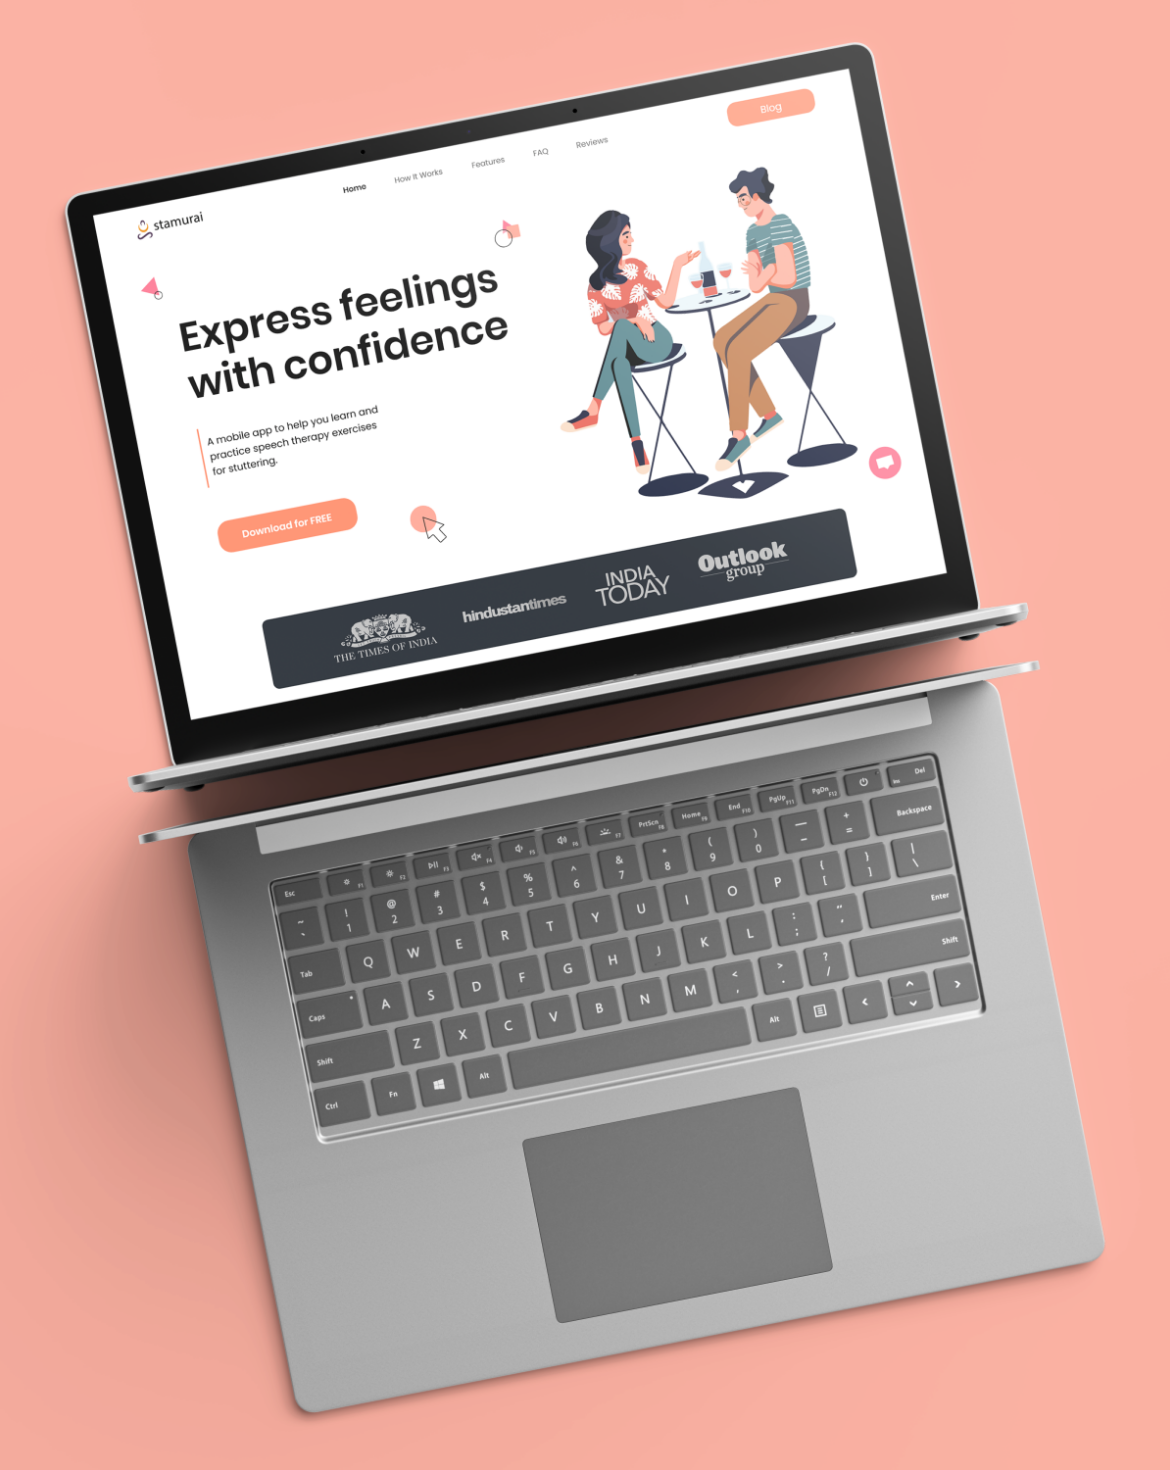 Blog
Home
How It Works
Features
FAQ
Reviews
stamurai
Express feelings
with confidence
A mobile app to help you learn and
practice speech therapy exercises
for stuttering.
Download for FREE
THE TIMES OF INDIA
hindustantimes
INDIA
TODAY
Outlook
group
Esc F1 F2 F3 F4 F5 F6 F7 PrtScn F8 Home F9 End F10 PgUp F11 PgDn F12 Del
~ ` ! 1 @ 2 # 3 $ 4 % 5 ^ 6 & 7 * 8 ( 9 ) 0 — – + = Backspace
Tab Q W E R T Y U I O P { [ } ] | \
Caps A S D F G H J K L : ; " ' Enter
Shift Z X C V B N M < , > . ? / Shift
Ctrl Fn Alt Alt < ^ >